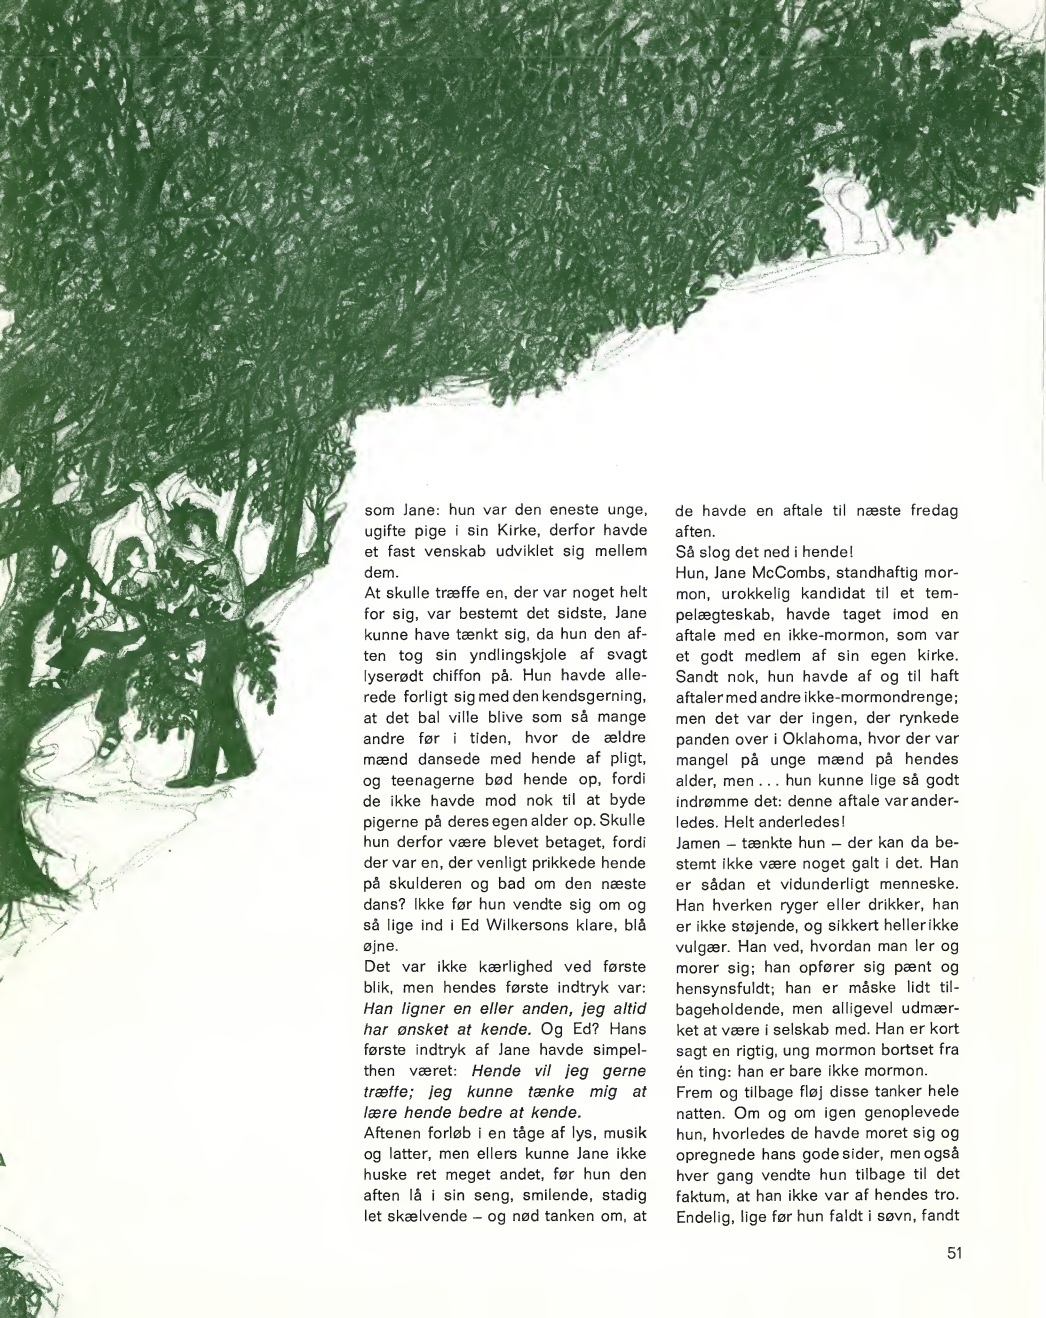 som Jane: hun var den eneste unge,
ugifte pige i sin Kirke, derfor havde
et fast venskab udviklet sig mellem
dem.
At skulle træffe en, der var noget helt
for sig, var bestemt det sidste, Jane
kunne have tænkt sig, da hun den af-
ten tog sin yndlingskjole af svagt
lyserødt chiffon på. Hun havde alle-
rede forligt sig med den kendsgerning,
at det bal ville blive som så mange
andre før i tiden, hvor de ældre
mænd dansede med hende af pligt,
og teenagerne bød hende op, fordi
de ikke havde mod nok til at byde
pigerne på deres egen alder op. Skulle
hun derfor være blevet betaget, fordi
der var en, der venligt prikkede hende
på skulderen og bad om den næste
dans? Ikke før hun vendte sig om og
så lige ind i Ed Wilkersons klare, blå
øjne.
Det var ikke kærlighed ved første
blik, men hendes første indtryk var:
Han ligner en eller anden, jeg altid
har ønsket at kende. Og Ed? Hans
første indtryk af Jane havde simpel-
then været: Hende vil jeg gerne
træffe; jeg kunne tænke mig at
lære hende bedre at kende.
Aftenen forløb i en tåge af lys, musik
og latter, men ellers kunne Jane ikke
huske ret meget andet, før hun den
aften lå i sin seng, smilende, stadig
let skælvende – og nød tanken om, at
de havde en aftale til næste fredag
aften.
Så slog det ned i hende!
Hun, Jane McCombs, standhaftig mor-
mon, urokkelig kandidat til et tem-
pelægteskab, havde taget imod en
aftale med en ikke-mormon, som var
et godt medlem af sin egen kirke.
Sandt nok, hun havde af og til haft
aftaler med andre ikke-mormondrenge;
men det var der ingen, der rynkede
panden over i Oklahoma, hvor der var
mangel på unge mænd på hendes
alder, men . . . hun kunne lige så godt
indrømme det: denne aftale var ander-
ledes. Helt anderledes!
Jamen – tænkte hun – der kan da be-
stemt ikke være noget galt i det. Han
er sådan et vidunderligt menneske.
Han hverken ryger eller drikker, han
er ikke støjende, og sikkert heller ikke
vulgær. Han ved, hvordan man ler og
morer sig; han opfører sig pænt og
hensynsfuldt; han er måske lidt til-
bageholdende, men alligevel udmær-
ket at være i selskab med. Han er kort
sagt en rigtig, ung mormon bortset fra
én ting: han er bare ikke mormon.
Frem og tilbage fløj disse tanker hele
natten. Om og om igen genoplevede
hun, hvorledes de havde moret sig og
opregnede hans gode sider, men også
hver gang vendte hun tilbage til det
faktum, at han ikke var af hendes tro.
Endelig, lige før hun faldt i søvn, fandt
51